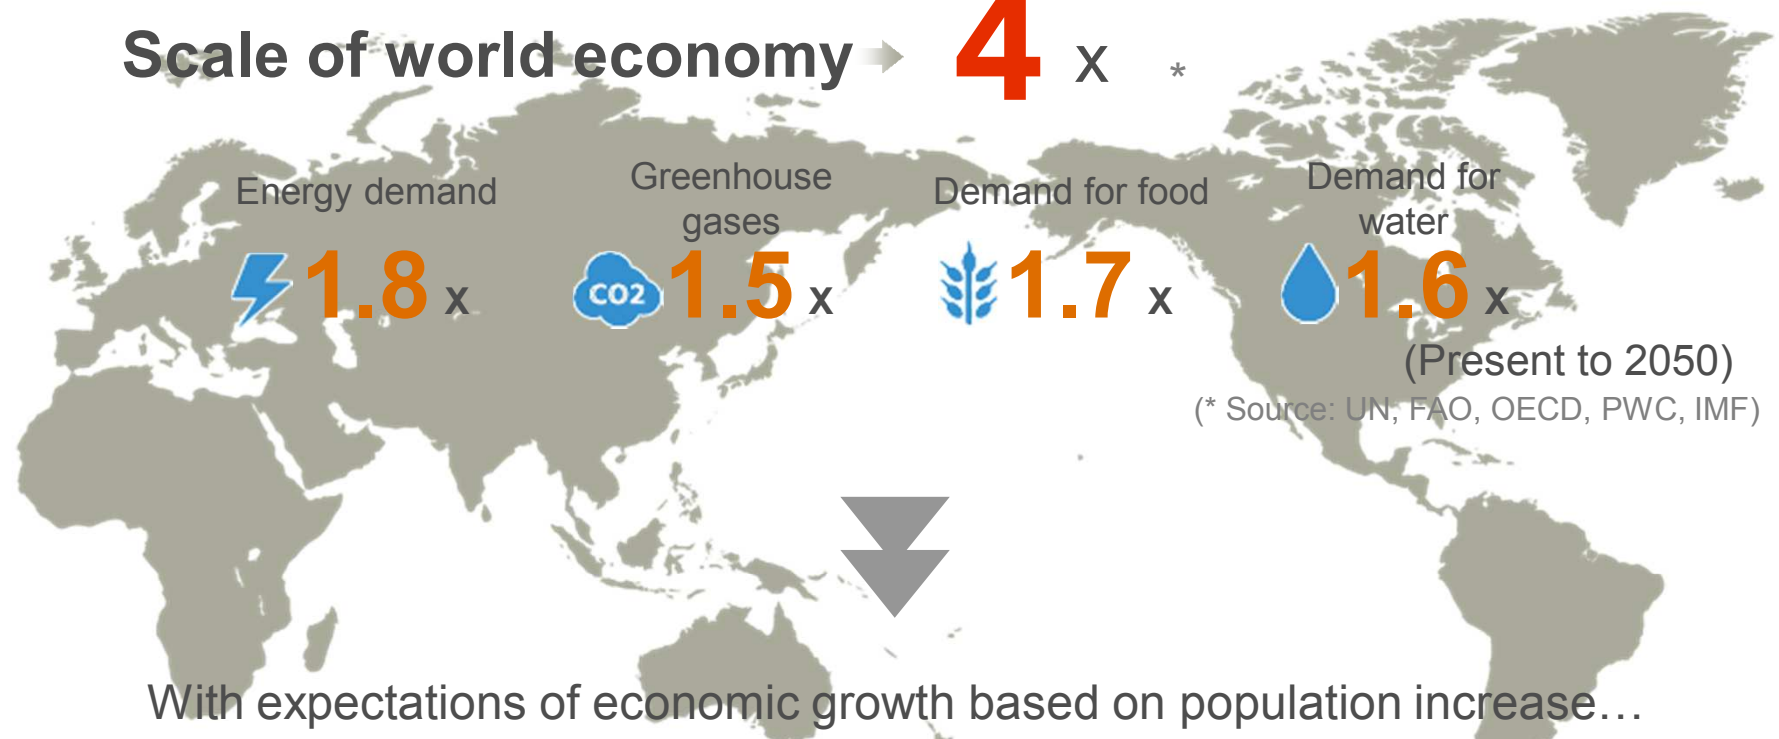 Scale of world economy 4 x *
Energy demand
1.8 x
Greenhouse
gases
CO2 1.5 x
Demand for food
1.7 x
Demand for
water
1.6 x
(Present to 2050)
(* Source: UN, FAO, OECD, PWC, IMF)
With expectations of economic growth based on population increase…